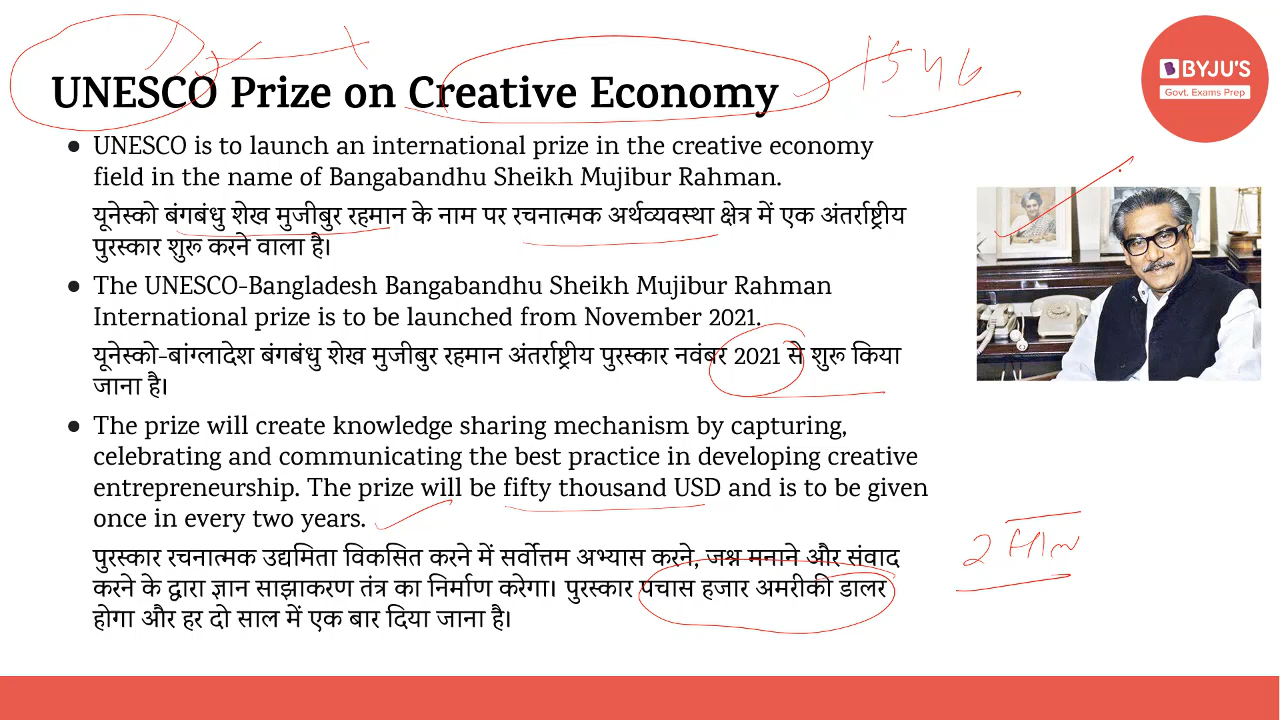 UNESCO Prize on Creative Economy
1546
BYJU'S
Govt. Exams Prep
● UNESCO is to launch an international prize in the creative economy
field in the name of Bangabandhu Sheikh Mujibur Rahman.
यूनेस्को बंगबंधु शेख मुजीबुर रहमान के नाम पर रचनात्मक अर्थव्यवस्था क्षेत्र में एक अंतर्राष्ट्रीय
पुरस्कार शुरू करने वाला है।
● The UNESCO-Bangladesh Bangabandhu Sheikh Mujibur Rahman
International prize is to be launched from November 2021.
यूनेस्को-बांग्लादेश बंगबंधु शेख मुजीबुर रहमान अंतर्राष्ट्रीय पुरस्कार नवंबर 2021 से शुरू किया
जाना है।
● The prize will create knowledge sharing mechanism by capturing,
celebrating and communicating the best practice in developing creative
entrepreneurship. The prize will be fifty thousand USD and is to be given
once in every two years.
पुरस्कार रचनात्मक उद्यमिता विकसित करने में सर्वोत्तम अभ्यास करने, जश्न मनाने और संवाद
करने के द्वारा ज्ञान साझाकरण तंत्र का निर्माण करेगा। पुरस्कार पचास हजार अमरीकी डालर
होगा और हर दो साल में एक बार दिया जाना है।
2 साल